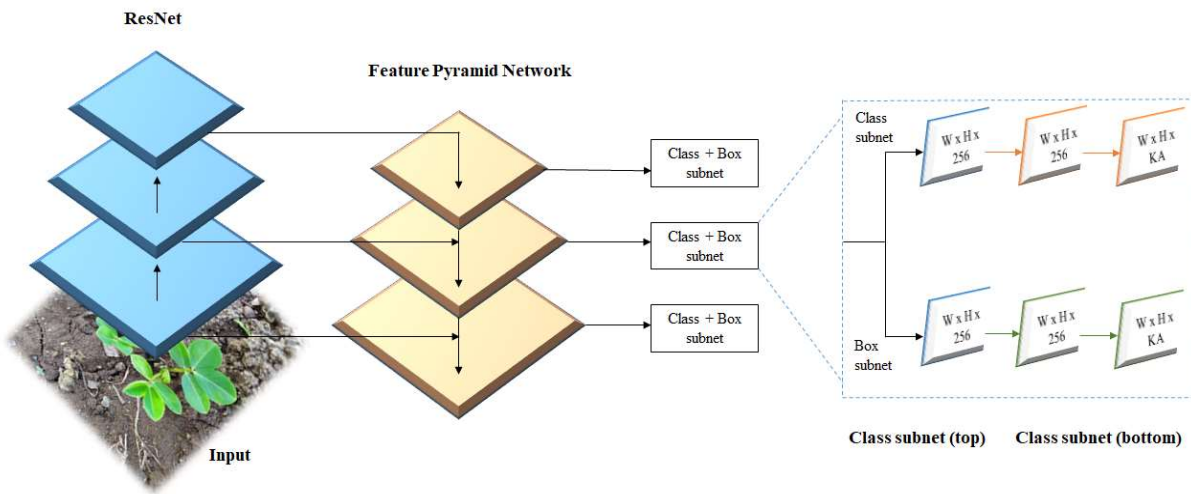 ResNet
Feature Pyramid Network
Input
Class + Box
subnet
Class + Box
subnet
Class + Box
subnet
Class
subnet
W x H x
256
W x H x
256
W x H x
KA
Box
subnet
W x H x
256
W x H x
256
W x H x
KA
Class subnet (top)
Class subnet (bottom)